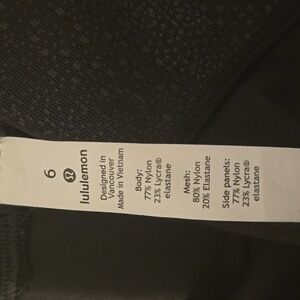 6
lululemon
Designed in
Vancouver
Made in Vietnam
Body:
77% Nylon
23% Lycra®
elastane
Mesh:
80% Nylon
20% Elastane
Side panels:
77% Nylon
23% Lycra®
elastane